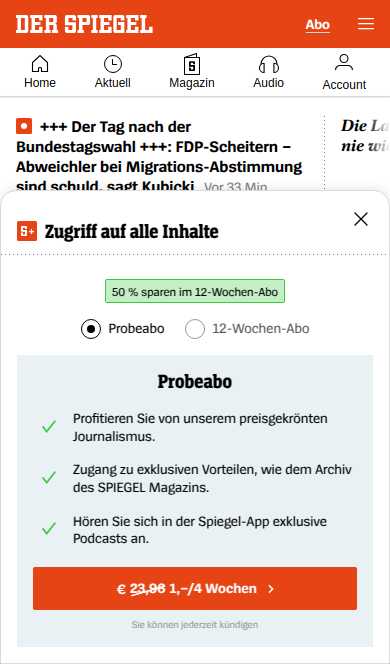 DER SPIEGEL
Abo
Home
Aktuell
Magazin
Audio
Account
+++ Der Tag nach der
Bundestagswahl +++: FDP-Scheitern –
Abweichler bei Migrations-Abstimmung
sind schuld, sagt Kubicki Vor 33 Min
Die
nie
S+ Zugriff auf alle Inhalte
50 % sparen im 12-Wochen-Abo
Probeabo
12-Wochen-Abo
Probeabo
Profitieren Sie von unserem preisgekrönten
Journalismus.
Zugang zu exklusiven Vorteilen, wie dem Archiv
des SPIEGEL Magazins.
Hören Sie sich in der Spiegel-App exklusive
Podcasts an.
€ 23,96 1,–/4 Wochen
Sie können jederzeit kündigen